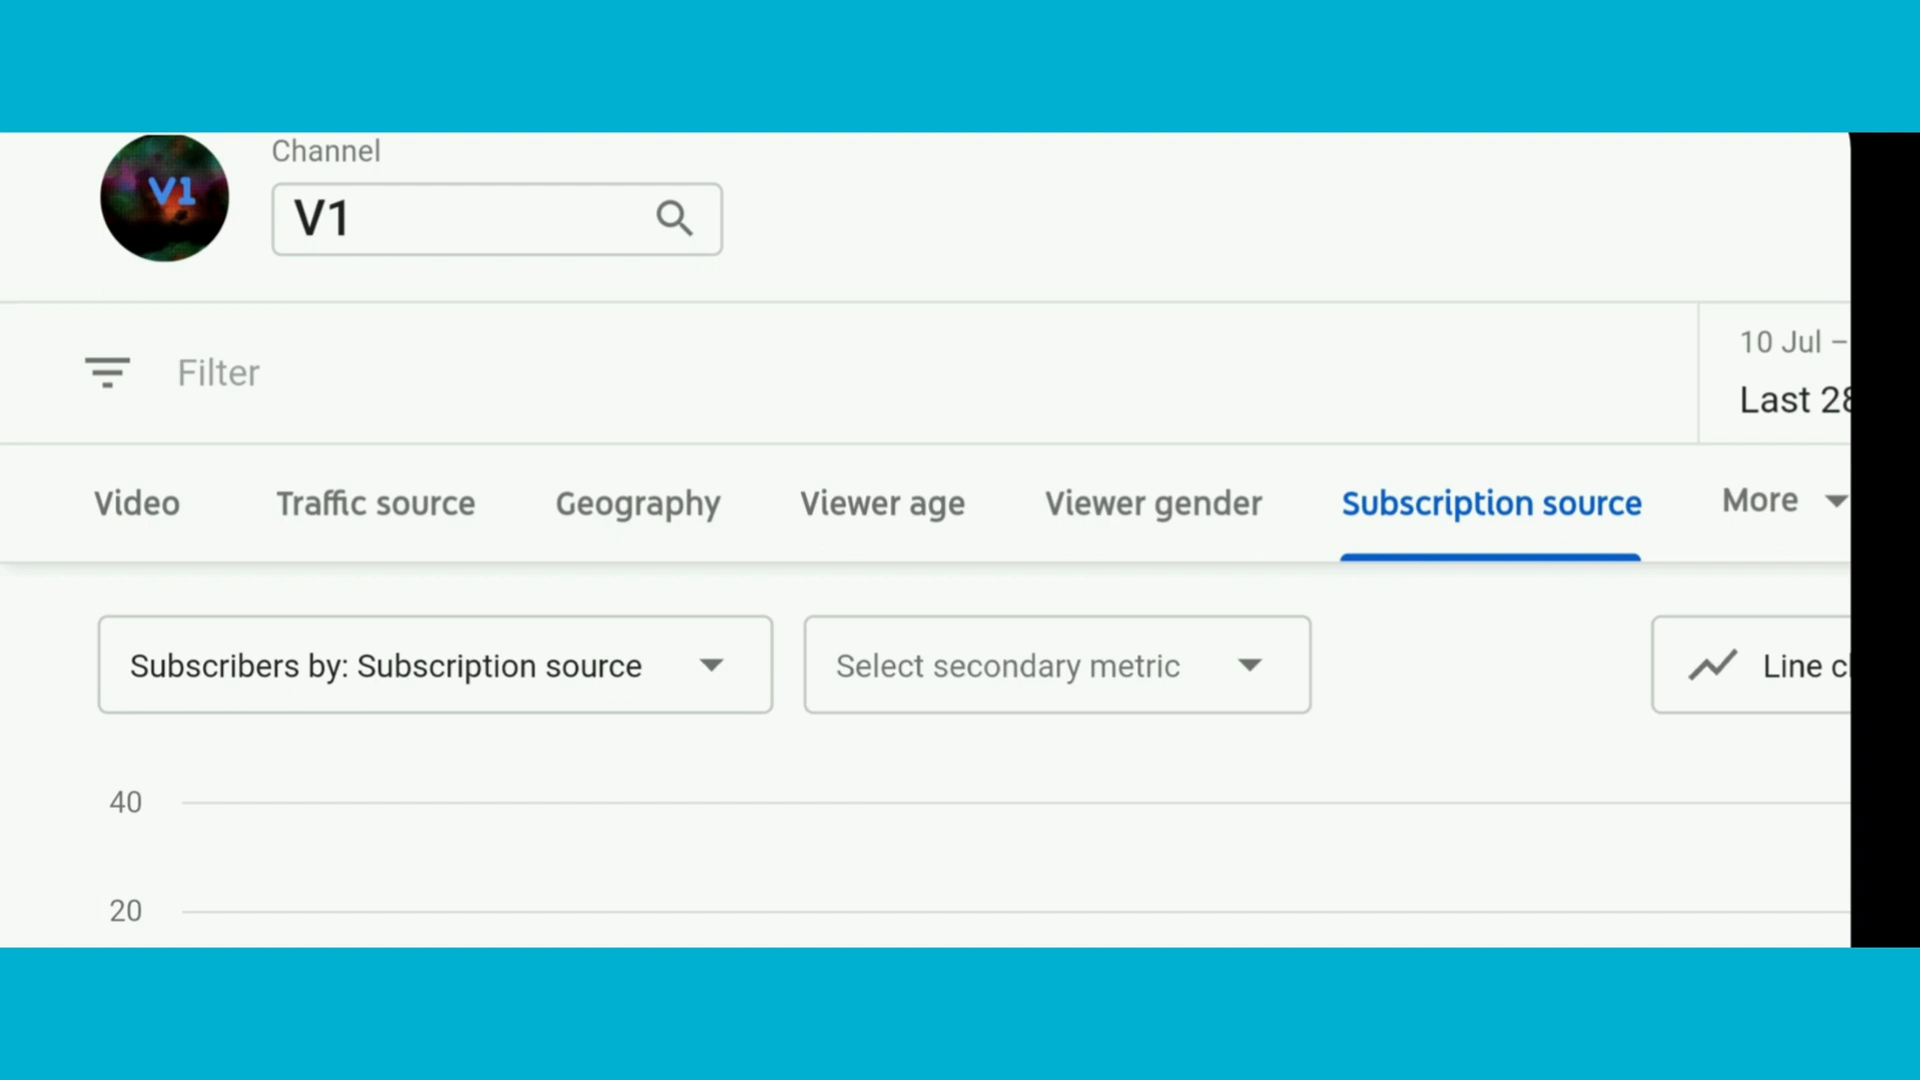 Channel
V1
V1
Filter
10 Jul –
Last 28
Video Traffic source Geography Viewer age Viewer gender Subscription source More
Subscribers by: Subscription source Select secondary metric Line
40
20